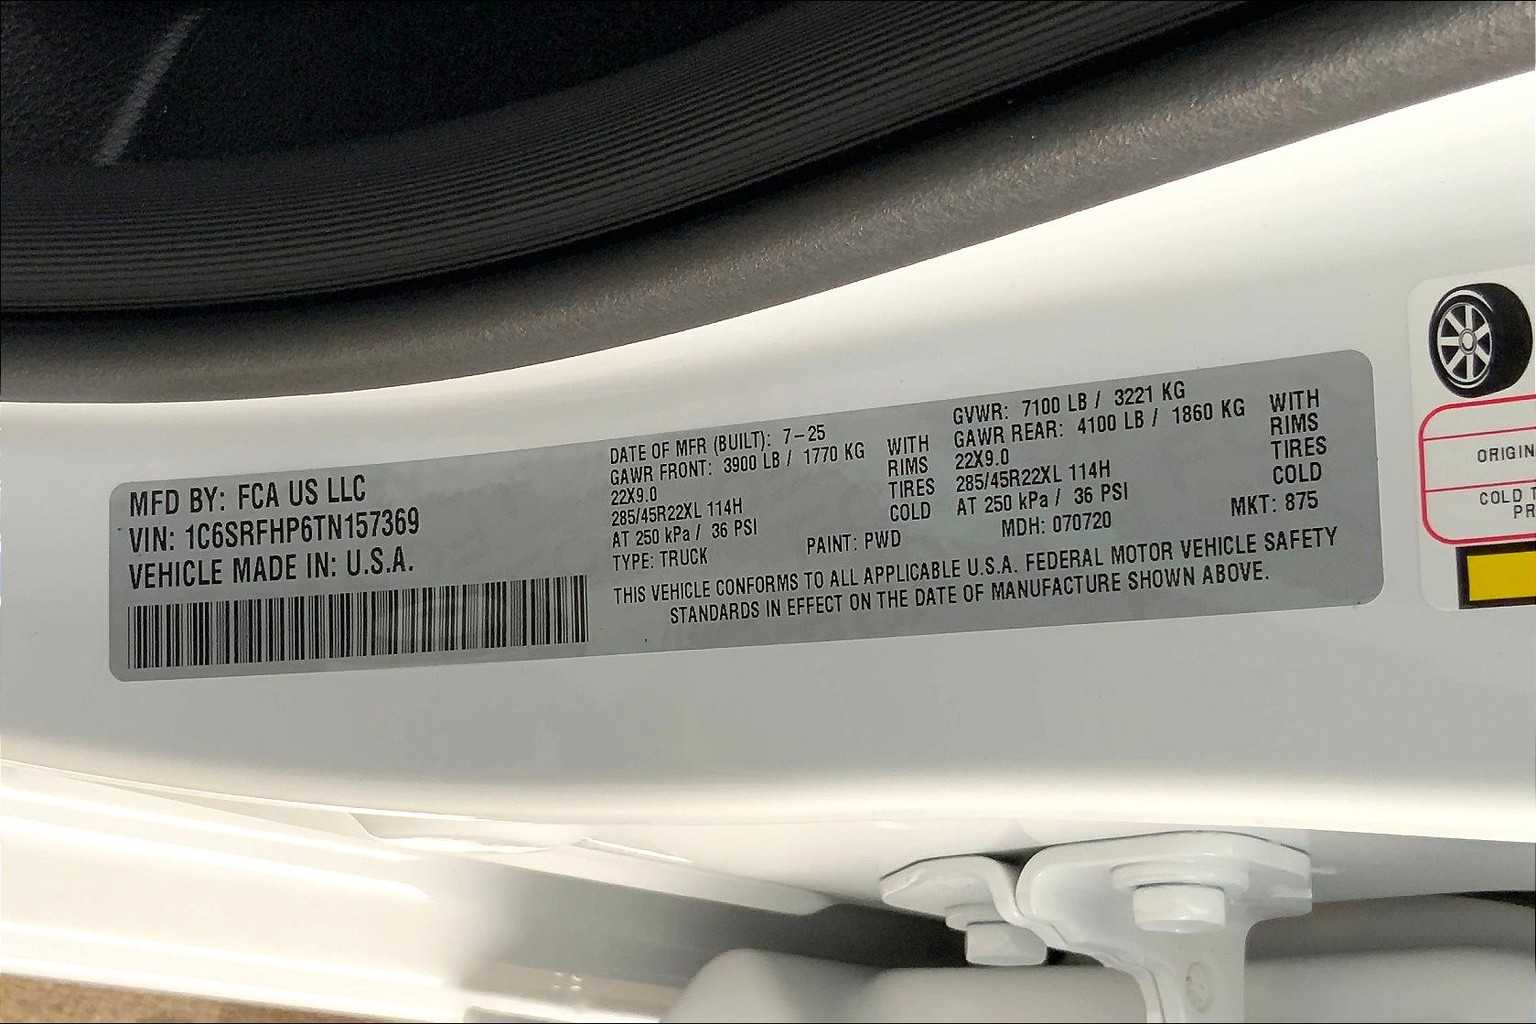 MFD BY: FCA US LLC
VIN: 1C6SRFHP6TN157369
VEHICLE MADE IN: U.S.A.
DATE OF MFR (BUILT): 7-25
GAWR FRONT: 3900 LB / 1770 KG WITH
22X9.0 RIMS
285/45R22XL 114H TIRES
AT 250 kPa / 36 PSI COLD
TYPE: TRUCK PAINT: PWD
GVWR: 7100 LB / 3221 KG
GAWR REAR: 4100 LB / 1860 KG WITH
22X9.0 RIMS
285/45R22XL 114H TIRES
AT 250 kPa / 36 PSI COLD
MDH: 070720 MKT: 875
THIS VEHICLE CONFORMS TO ALL APPLICABLE U.S.A. FEDERAL MOTOR VEHICLE SAFETY
STANDARDS IN EFFECT ON THE DATE OF MANUFACTURE SHOWN ABOVE.
ORIGIN
COLD T
PR